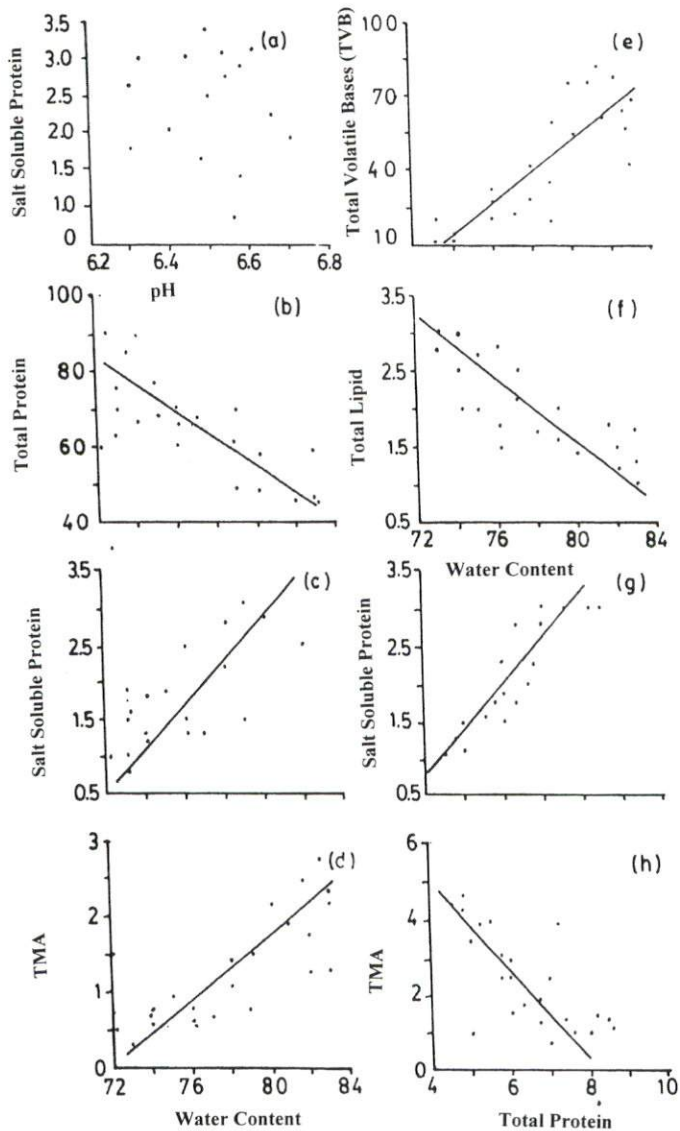 (a)
Salt Soluble Protein
3.5
3.0
2.5
2.0
1.5
1.0
0
6.2 6.4 6.6 6.8
pH
(e)
Total Volatile Bases (TVB)
100
70
40
10
(b)
Total Protein
100
80
60
40
(f)
Total Lipid
3.5
2.5
1.5
0.5
72 76 80 84
Water Content
(c)
Salt Soluble Protein
3.5
2.5
1.5
0.5
(g)
Salt Soluble Protein
3.5
2.5
1.5
0.5
(d)
TMA
3
2
1
0
72 76 80 84
Water Content
(h)
TMA
6
4
2
0
4 6 8 10
Total Protein